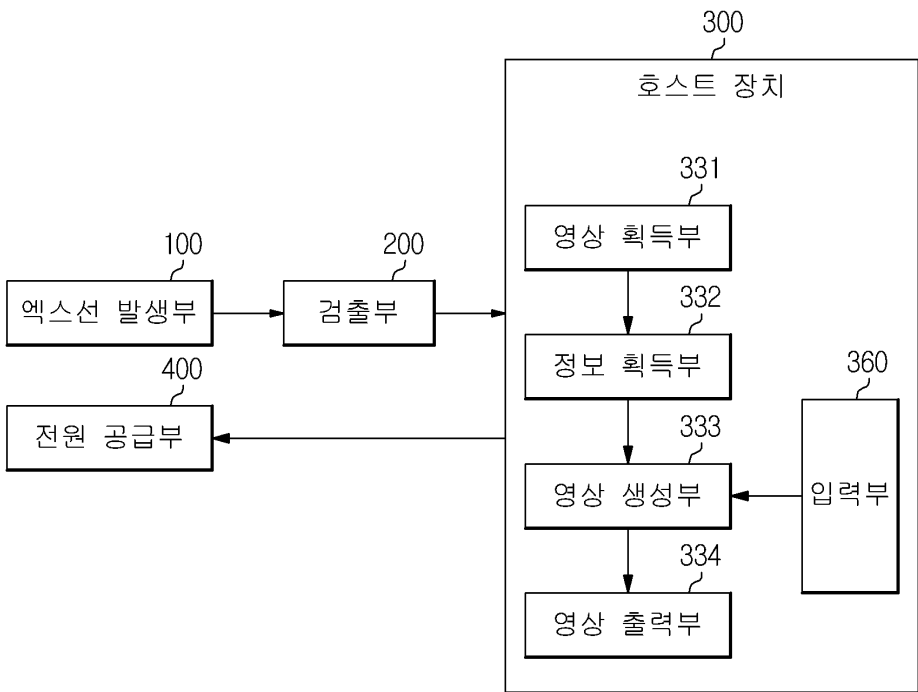 300
호스트 장치
331
영상 획득부
100
200
엑스선 발생부
검출부
332
정보 획득부
400
360
전원 공급부
333
영상 생성부
입력부
334
영상 출력부